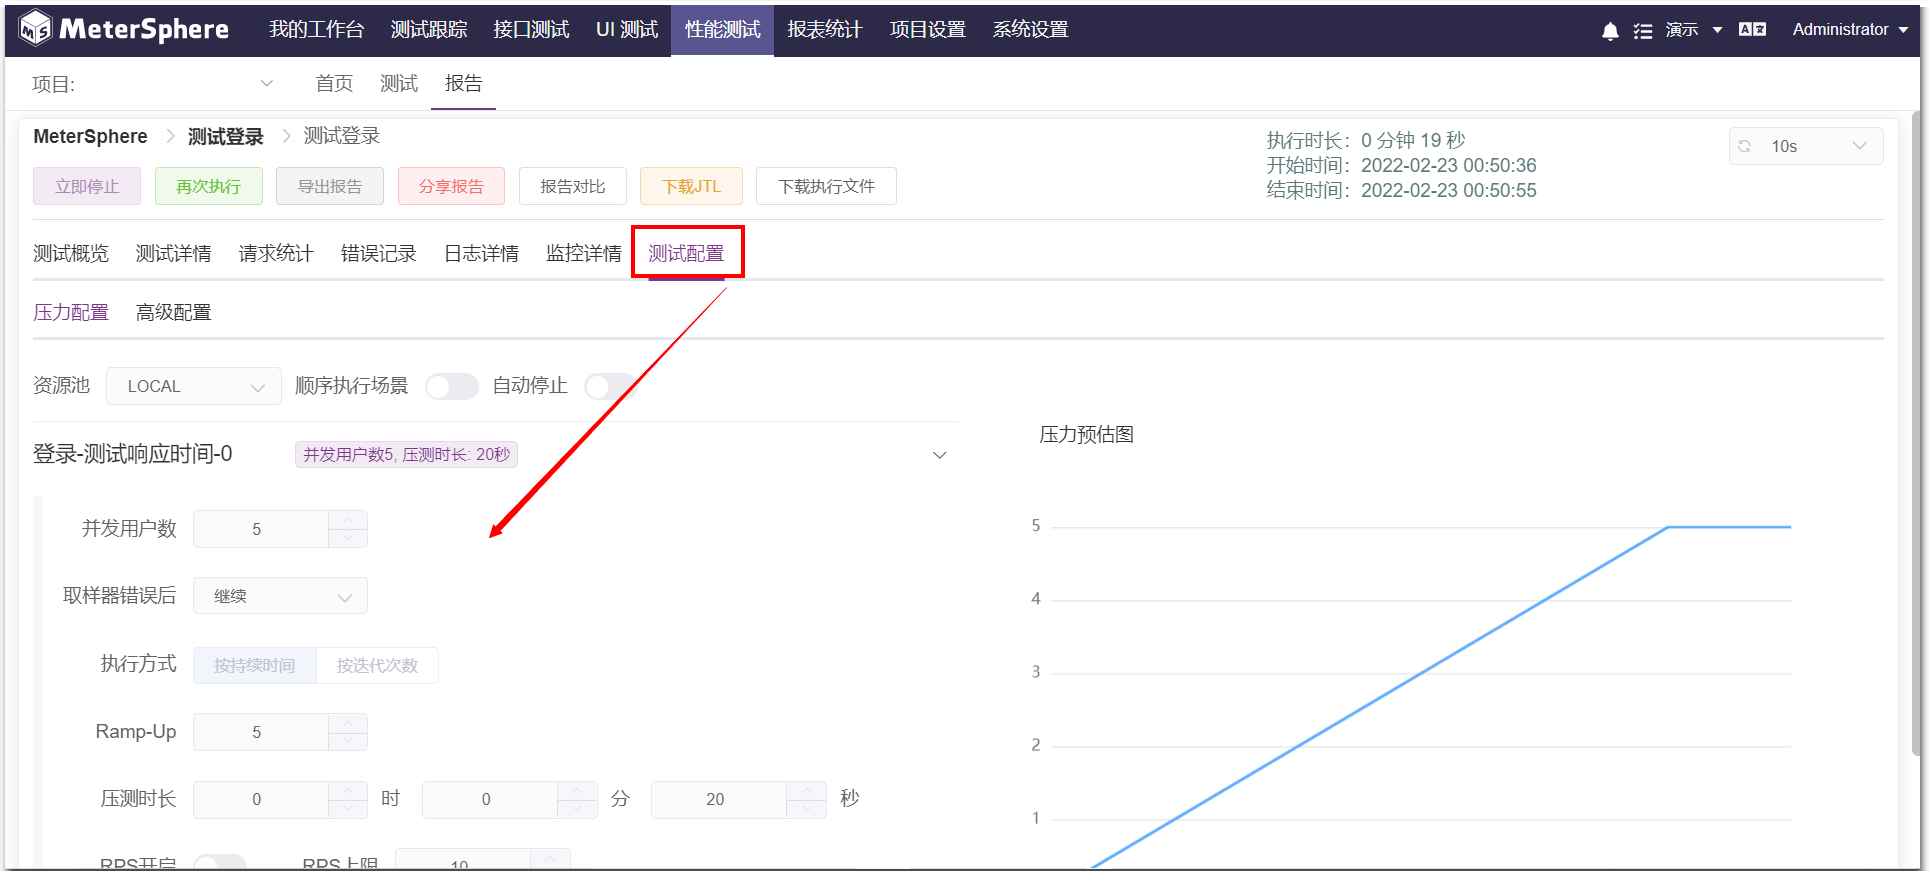 MeterSphere 我的工作台 测试跟踪 接口测试 UI 测试 性能测试 报表统计 项目设置 系统设置 演示 Administrator
项目: 首页 测试 报告
MeterSphere 测试登录 测试登录
执行时长: 0 分钟 19 秒
开始时间: 2022-02-23 00:50:36
结束时间: 2022-02-23 00:50:55
10s
立即停止 再次执行 导出报告 分享报告 报告对比 下载JTL 下载执行文件
测试概览 测试详情 请求统计 错误记录 日志详情 监控详情 测试配置
压力配置 高级配置
资源池 LOCAL 顺序执行场景 自动停止
登录-测试响应时间-0 并发用户数5, 压测时长: 20秒
并发用户数 5
取样器错误后 继续
执行方式 按持续时间 按迭代次数
Ramp-Up 5
压测时长 0 时 0 分 20 秒
RPS开启 RPS上限 10
压力预估图
5
4
3
2
1